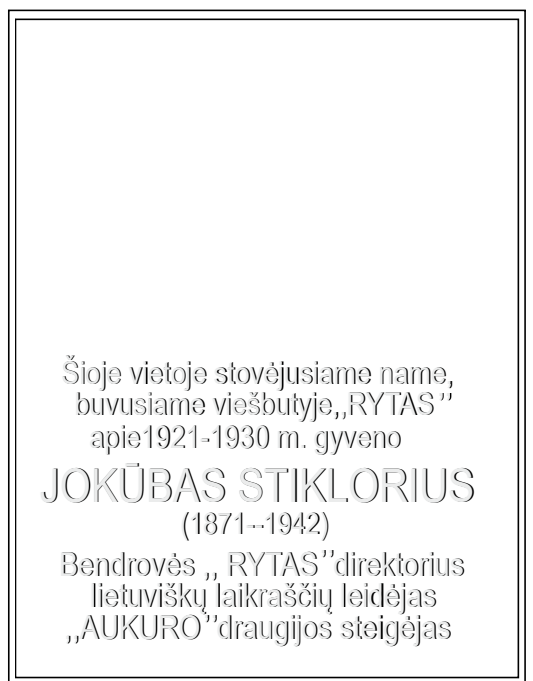 Šioje vietoje stovėjusiame name,
buvusiame viešbutyje,,RYTAS’’
apie1921-1930 m. gyveno
JOKŪBAS STIKLORIUS
(1871--1942)
Bendrovės ,, RYTAS’’direktorius
lietuviškų laikraščių leidėjas
,,AUKURO’’draugijos steigėjas